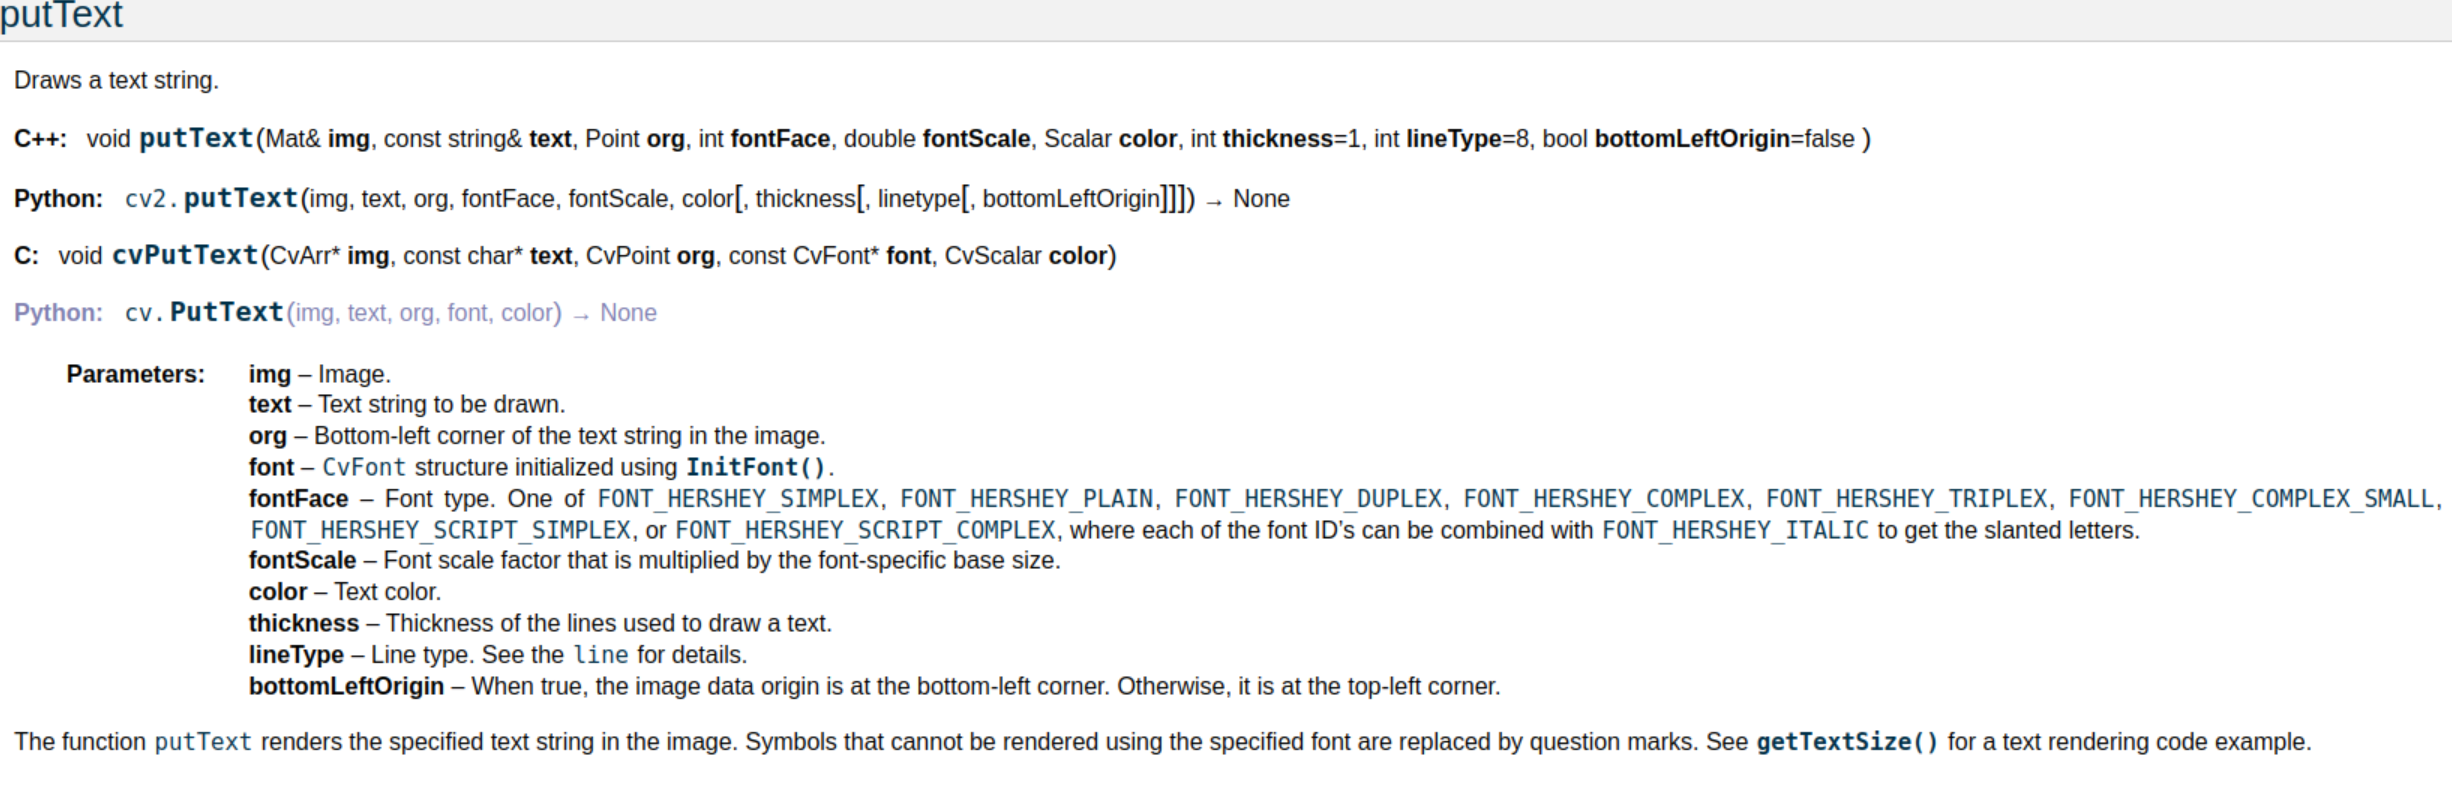 putText
Draws a text string.
C++: void putText(Mat& img, const string& text, Point org, int fontFace, double fontScale, Scalar color, int thickness=1, int lineType=8, bool bottomLeftOrigin=false )
Python: cv2.putText(img, text, org, fontFace, fontScale, color[, thickness[, linetype[, bottomLeftOrigin]]]) → None
C: void cvPutText(CvArr* img, const char* text, CvPoint org, const CvFont* font, CvScalar color)
Python: cv.PutText(img, text, org, font, color) → None
Parameters: img – Image.
text – Text string to be drawn.
org – Bottom-left corner of the text string in the image.
font – CvFont structure initialized using InitFont().
fontFace – Font type. One of FONT_HERSHEY_SIMPLEX, FONT_HERSHEY_PLAIN, FONT_HERSHEY_DUPLEX, FONT_HERSHEY_COMPLEX, FONT_HERSHEY_TRIPLEX, FONT_HERSHEY_COMPLEX_SMALL,
FONT_HERSHEY_SCRIPT_SIMPLEX, or FONT_HERSHEY_SCRIPT_COMPLEX, where each of the font ID’s can be combined with FONT_HERSHEY_ITALIC to get the slanted letters.
fontScale – Font scale factor that is multiplied by the font-specific base size.
color – Text color.
thickness – Thickness of the lines used to draw a text.
lineType – Line type. See the line for details.
bottomLeftOrigin – When true, the image data origin is at the bottom-left corner. Otherwise, it is at the top-left corner.
The function putText renders the specified text string in the image. Symbols that cannot be rendered using the specified font are replaced by question marks. See getTextSize() for a text rendering code example.